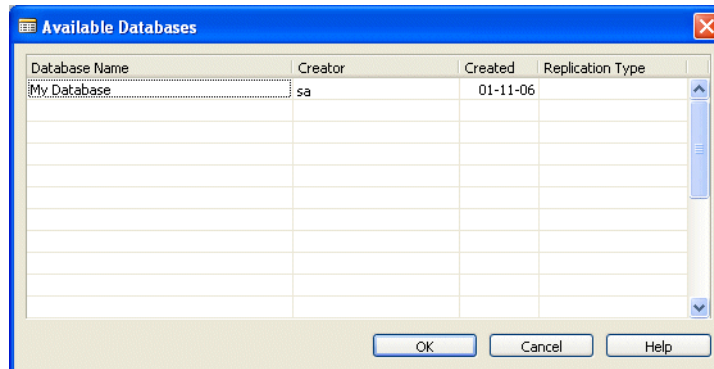 Available Databases
Database Name Creator Created Replication Type
My Database sa 01-11-06
OK Cancel Help